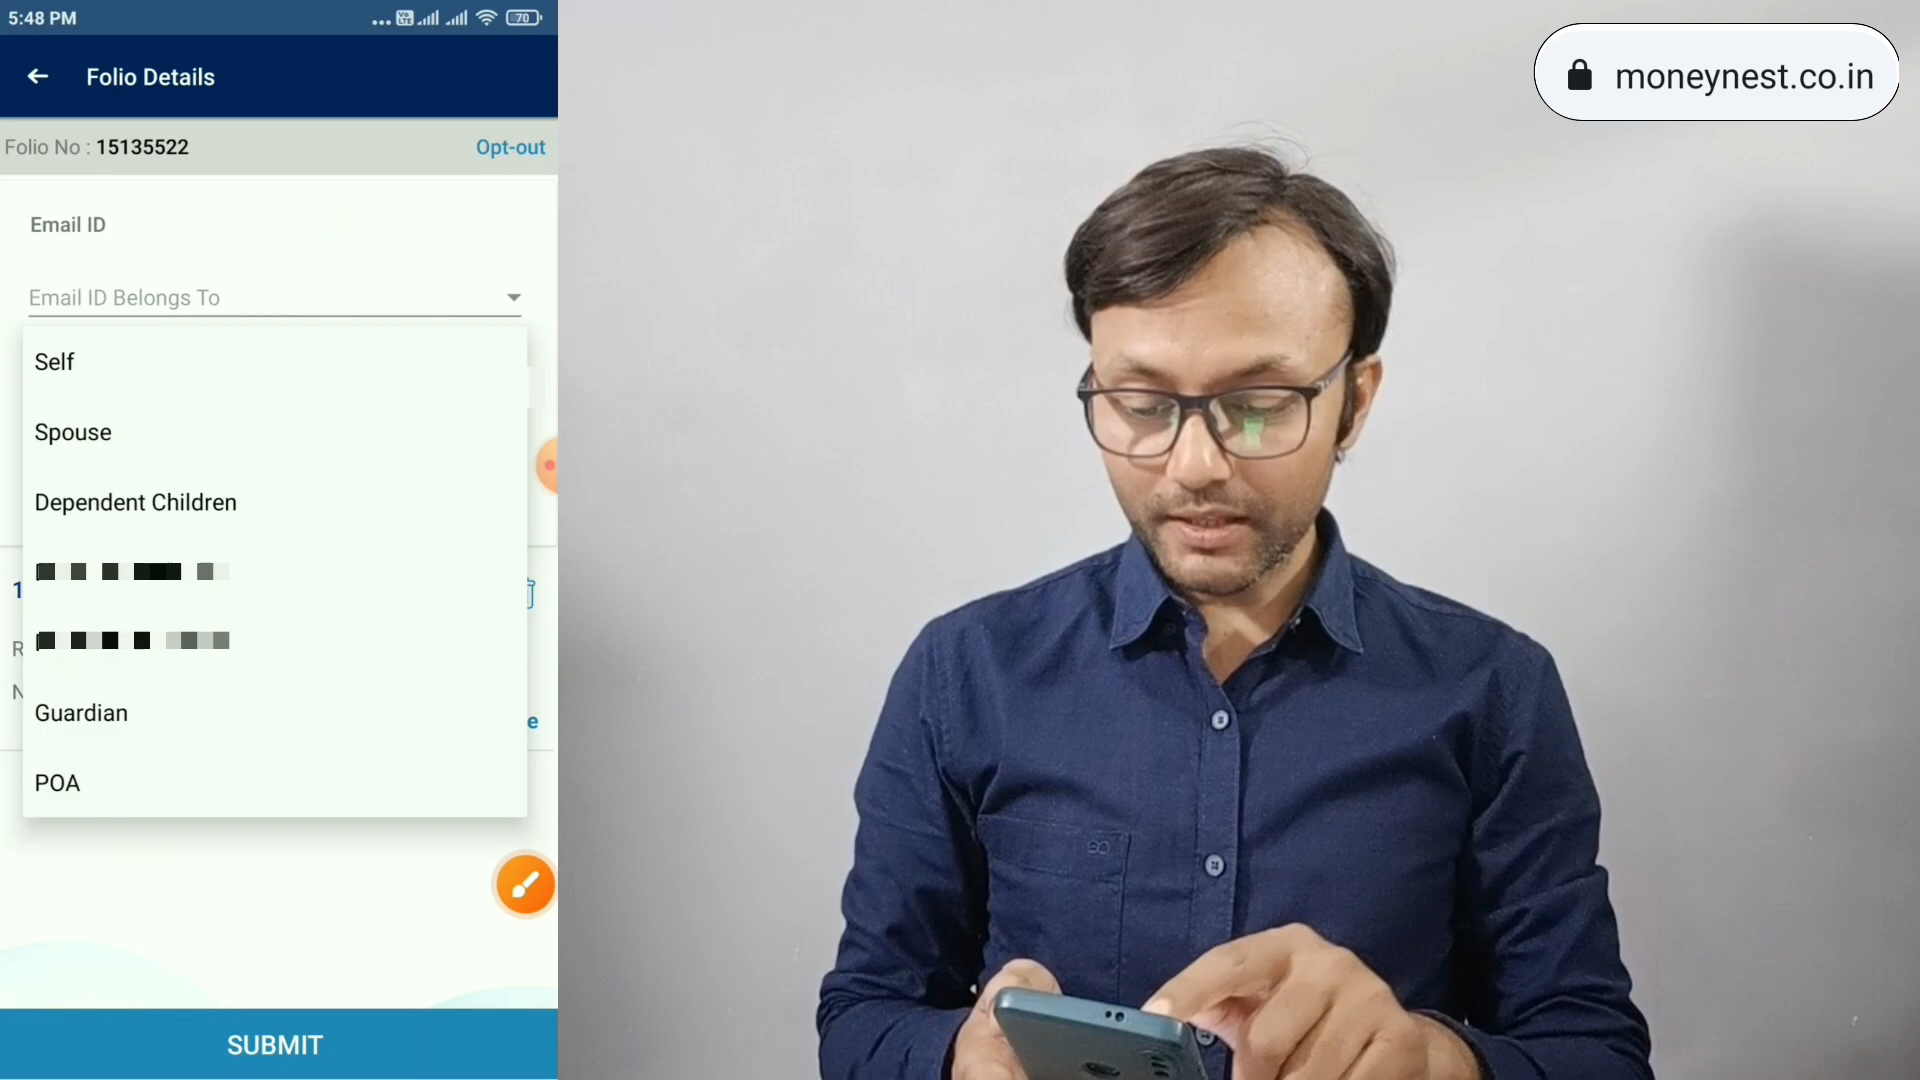 5:48 PM
70
Folio Details
Folio No : 15135522
Opt-out
Email ID
Email ID Belongs To
Self
Spouse
Dependent Children
Guardian
POA
SUBMIT
moneynest.co.in